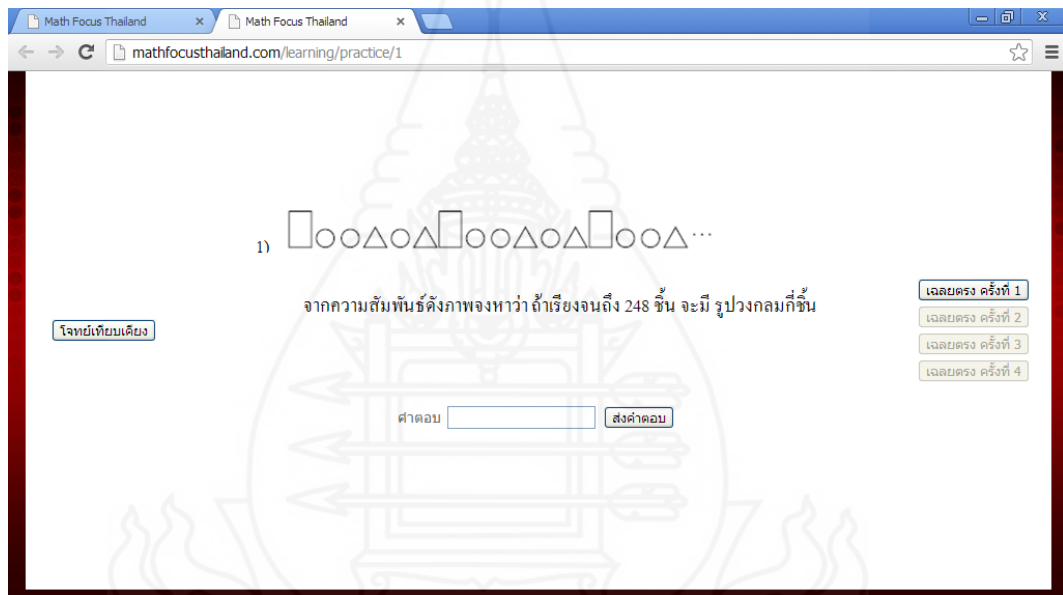 Math Focus Thailand
Math Focus Thailand
mathfocusthailand.com/learning/practice/1
1)
จากความสัมพันธ์ดังภาพจงหาว่า ถ้าเรียงจนถึง 248 ชิ้น จะมี รูปวงกลมกี่ชิ้น
โจทย์เทียบเคียง
เฉลยตรง ครั้งที่ 1
เฉลยตรง ครั้งที่ 2
เฉลยตรง ครั้งที่ 3
เฉลยตรง ครั้งที่ 4
คำตอบ
ส่งคำตอบ